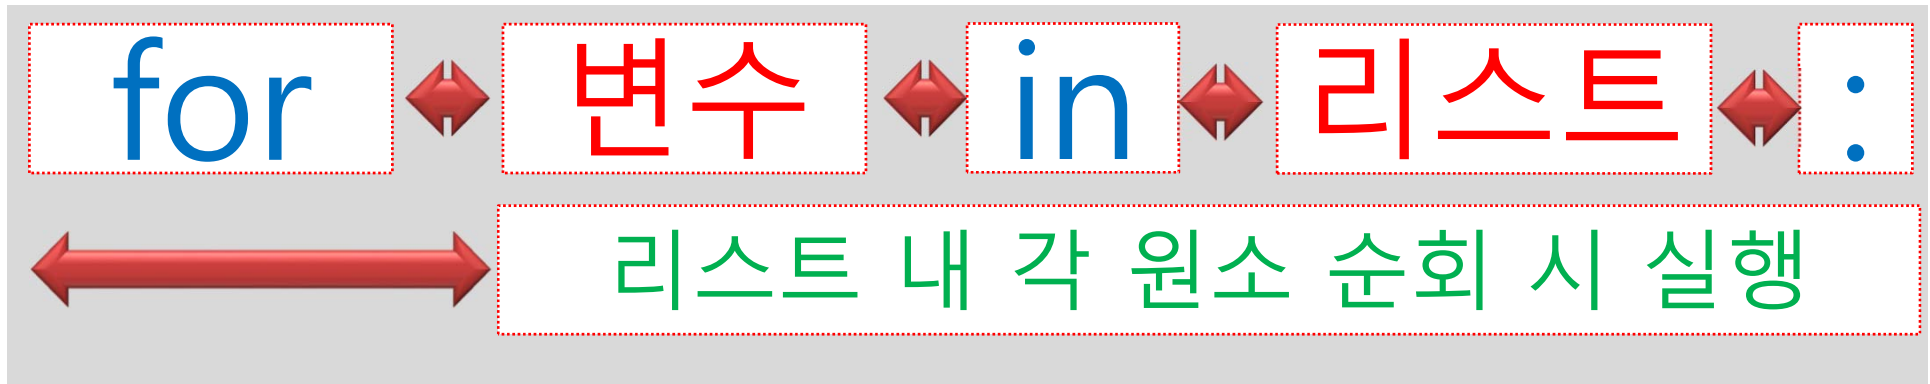 for 변수 in 리스트 :
리스트 내 각 원소 순회 시 실행